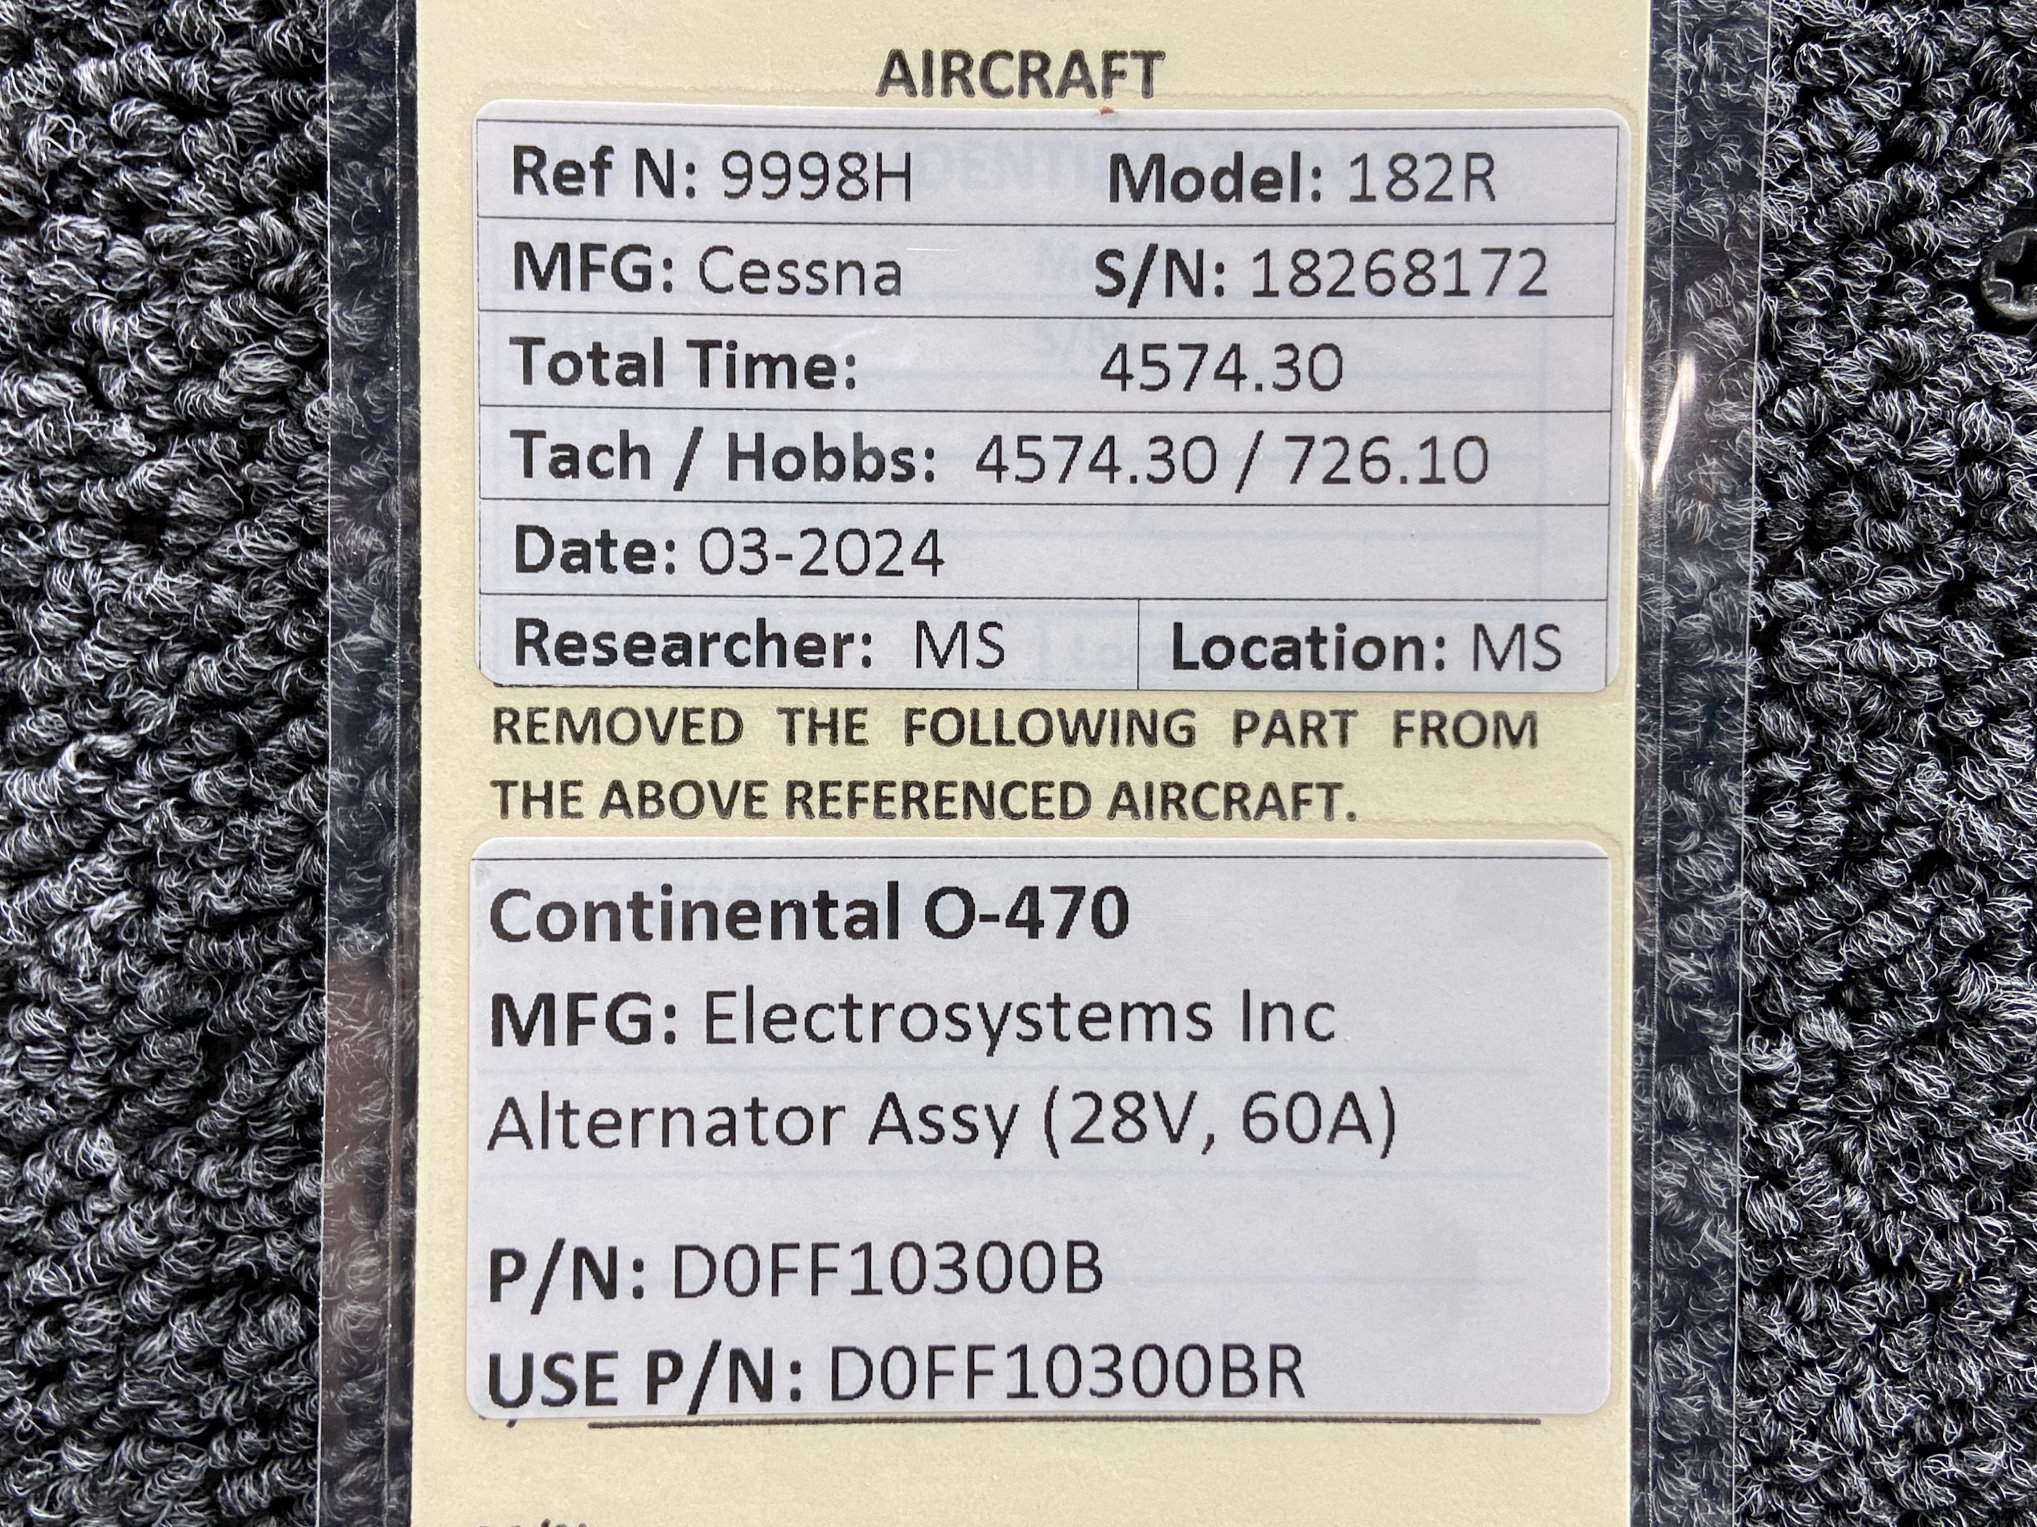 AIRCRAFT
Ref N: 9998H Model: 182R
MFG: Cessna S/N: 18268172
Total Time: 4574.30
Tach / Hobbs: 4574.30 / 726.10
Date: 03-2024
Researcher: MS Location: MS
REMOVED THE FOLLOWING PART FROM
THE ABOVE REFERENCED AIRCRAFT.
Continental O-470
MFG: Electrosystems Inc
Alternator Assy (28V, 60A)
P/N: D0FF10300B
USE P/N: D0FF10300BR